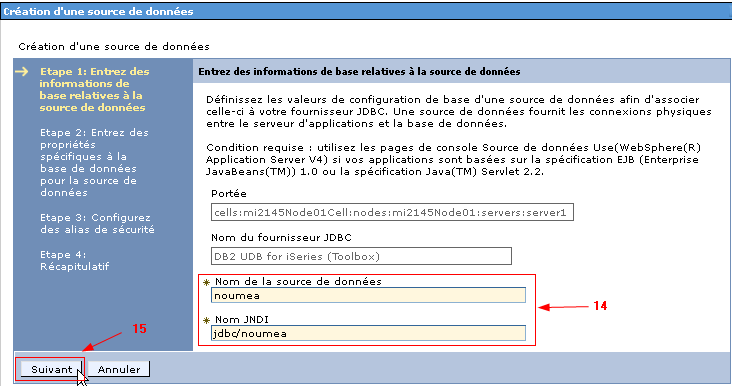 Création d'une source de données
Création d'une source de données
Etape 1: Entrez des
informations de
base relatives à la
source de données
Etape 2: Entrez des
propriétés
spécifiques à la
base de données
pour la source de
données
Etape 3: Configurez
des alias de sécurité
Etape 4:
Récapitulatif
Entrez des informations de base relatives à la source de données
Définissez les valeurs de configuration de base d'une source de données afin d'associer
celle-ci à votre fournisseur JDBC. Une source de données fournit les connexions physiques
entre le serveur d'applications et la base de données.
Condition requise : utilisez les pages de console Source de données Use(WebSphere(R)
Application Server V4) si vos applications sont basées sur la spécification EJB (Enterprise
JavaBeans(TM)) 1.0 ou la spécification Java(TM) Servlet 2.2.
Portée
cells:mi2145Node01Cell:nodes:mi2145Node01:servers:server1
Nom du fournisseur JDBC
DB2 UDB for iSeries (Toolbox)
* Nom de la source de données
noumea
14
* Nom JNDI
jdbc/noumea
15
Suivant Annuler